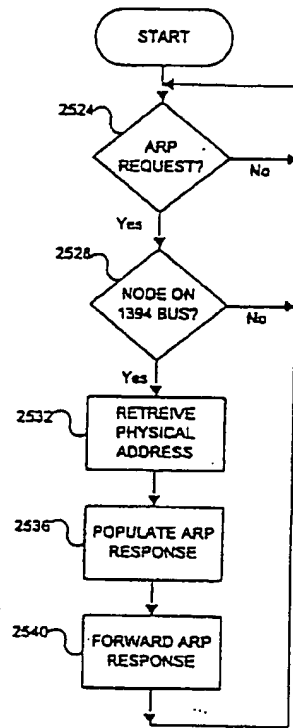 START
2524
ARP
REQUEST?
No
Yes
2528
NODE ON
1394 BUS?
No
Yes
2532
RETREIVE
PHYSICAL
ADDRESS
2536
POPULATE ARP
RESPONSE
2540
FORWARD ARP
RESPONSE
...